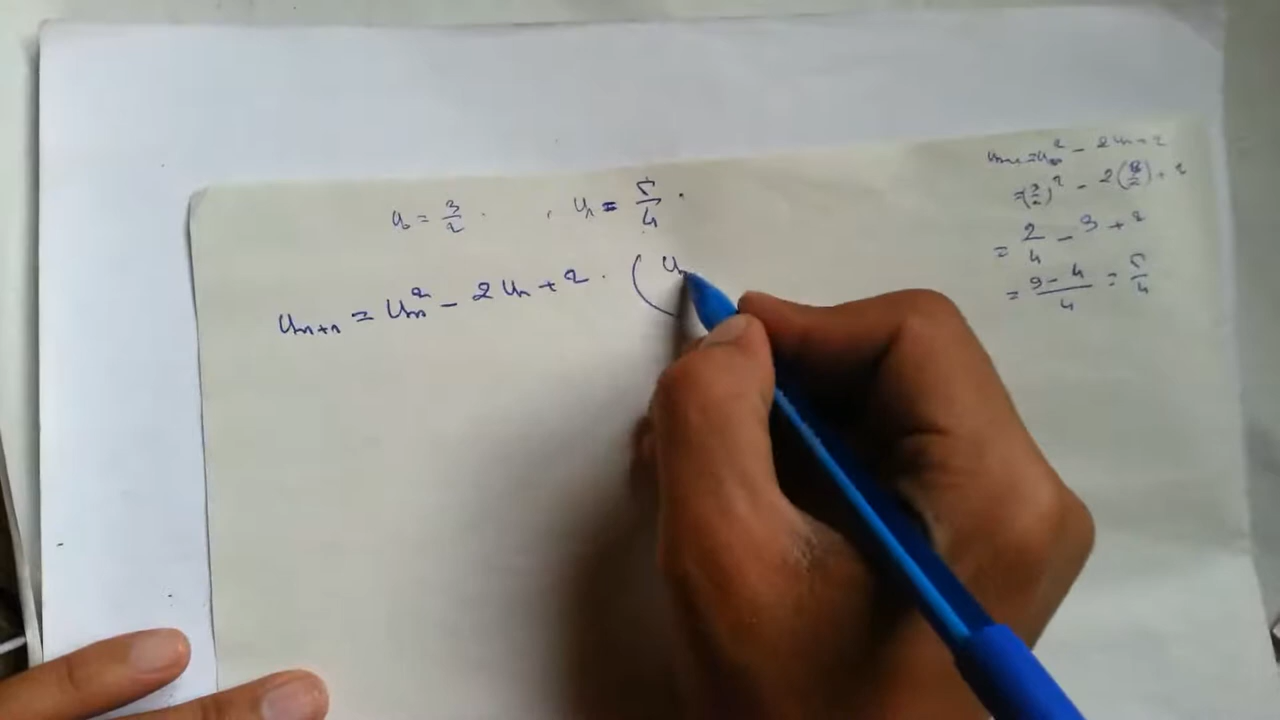 u₀ = 3/2 . , u₁ = 5/4 .
uₙ₊₁ = uₙ² - 2uₙ + 2 . ( u
uₙ₊₁ = uₙ² - 2uₙ + 2
= (3/2)² - 2(3/2) + 2
= 9/4 - 3 + 2
= 9-4/4 = 5/4